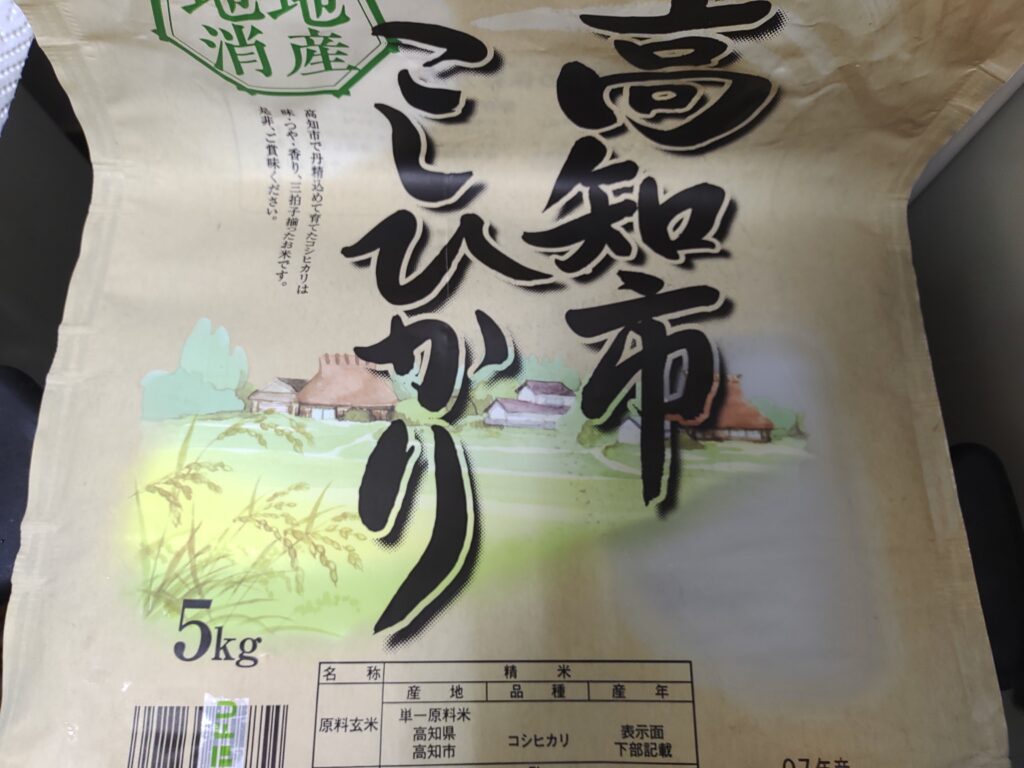 地産
地消
高知市
こしひかり
高知市で丹精込めて育てたコシヒカリは
味・つや・香り、三拍子揃ったお米です。
是非、ご賞味ください。
5kg
名 称 精 米
産 地 品 種 産 年
原料玄米
単一原料米
高知県
高知市
コシヒカリ
表示面
下部記載
07年産